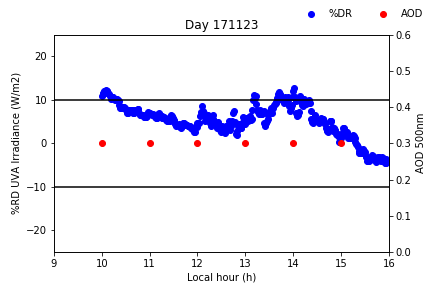 %DR AOD
Day 171123
%RD UVA Irradiance (W/m2)
20
10
0
−10
−20
0.6
0.5
0.4
0.3
0.2
0.1
0.0
AOD 500nm
9 10 11 12 13 14 15 16
Local hour (h)